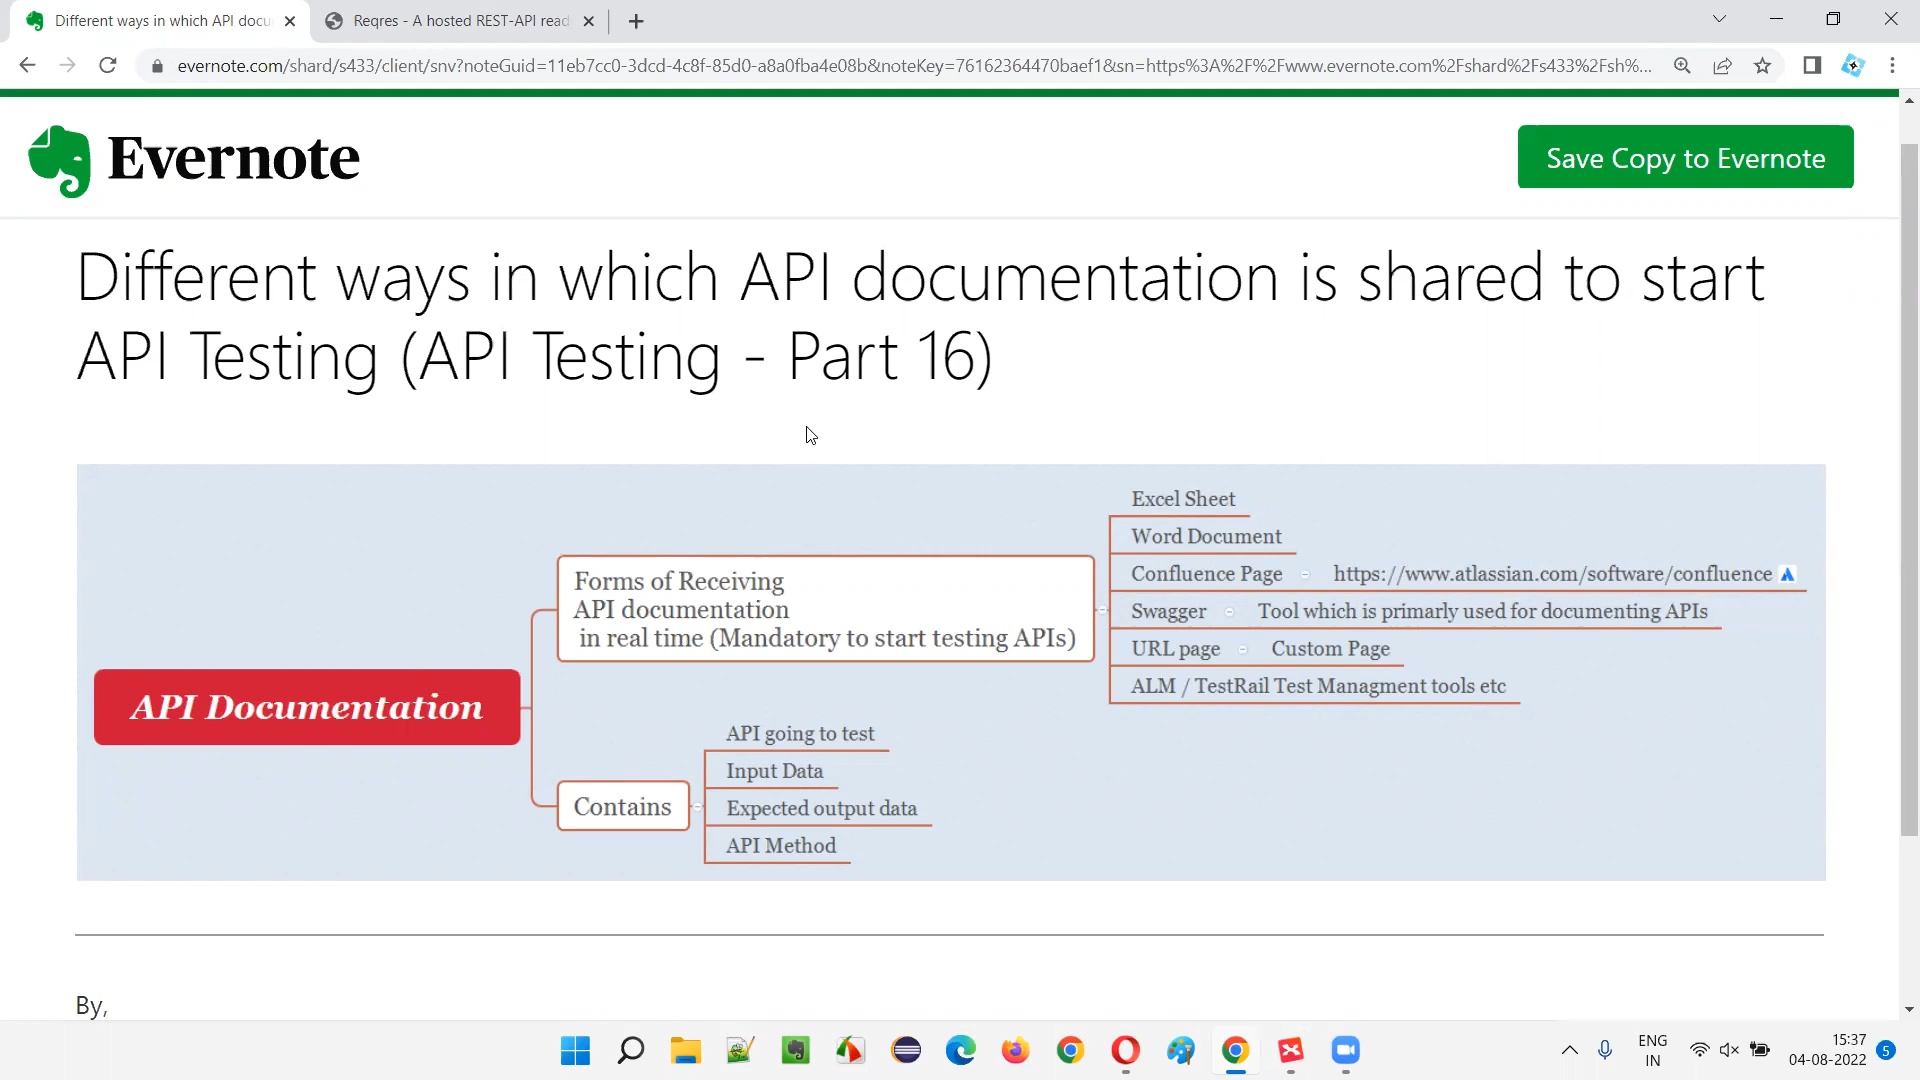 Different ways in which API docu
Reqres - A hosted REST-API read
evernote.com/shard/s433/client/snv?noteGuid=11eb7cc0-3dcd-4c8f-85d0-a8a0fba4e08b&noteKey=76162364470baef1&sn=https%3A%2F%2Fwww.evernote.com%2Fshard%2Fs433%2Fsh%...
Evernote
Save Copy to Evernote
Different ways in which API documentation is shared to start
API Testing (API Testing - Part 16)
Excel Sheet
Word Document
Confluence Page
https://www.atlassian.com/software/confluence
Swagger
Tool which is primarly used for documenting APIs
URL page
Custom Page
ALM / TestRail Test Managment tools etc
Forms of Receiving
API documentation
in real time (Mandatory to start testing APIs)
API Documentation
Contains
API going to test
Input Data
Expected output data
API Method
By,
ENG
IN
15:37
04-08-2022
5